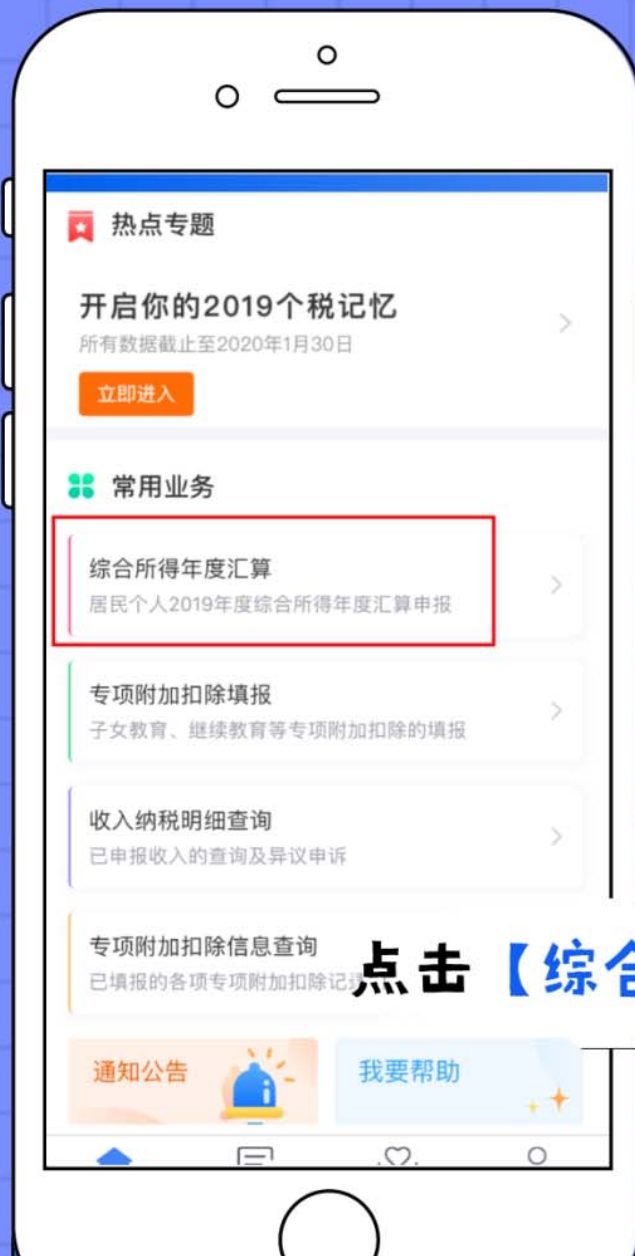 热点专题
开启你的2019个税记忆
所有数据截止至2020年1月30日
立即进入
常用业务
综合所得年度汇算
居民个人2019年度综合所得年度汇算申报
专项附加扣除填报
子女教育、继续教育等专项附加扣除的填报
收入纳税明细查询
已申报收入的查询及异议申诉
专项附加扣除信息查询
已填报的各项专项附加扣除记
点击【综合
通知公告
我要帮助